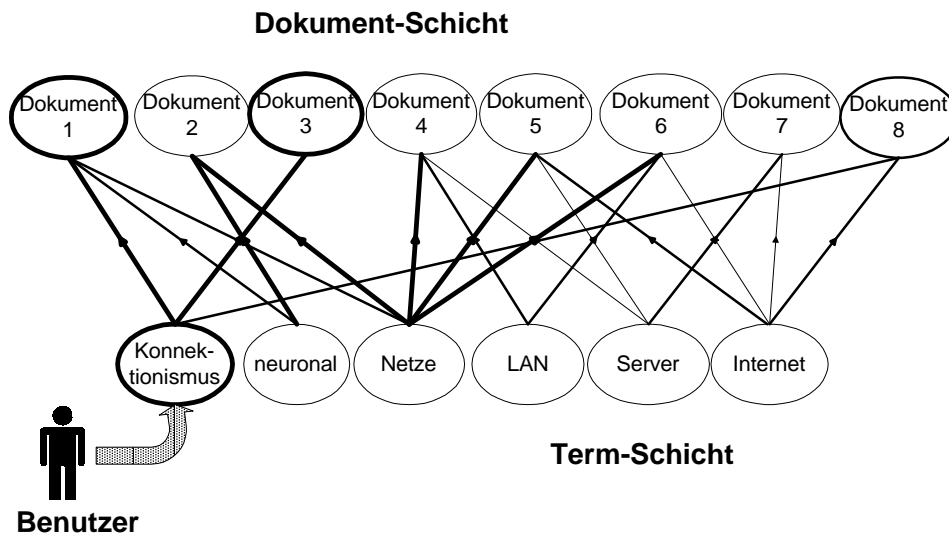 Dokument-Schicht
Dokument
1
Dokument
2
Dokument
3
Dokument
4
Dokument
5
Dokument
6
Dokument
7
Dokument
8
Konnek-
tionismus
neuronal
Netze
LAN
Server
Internet
Term-Schicht
Benutzer